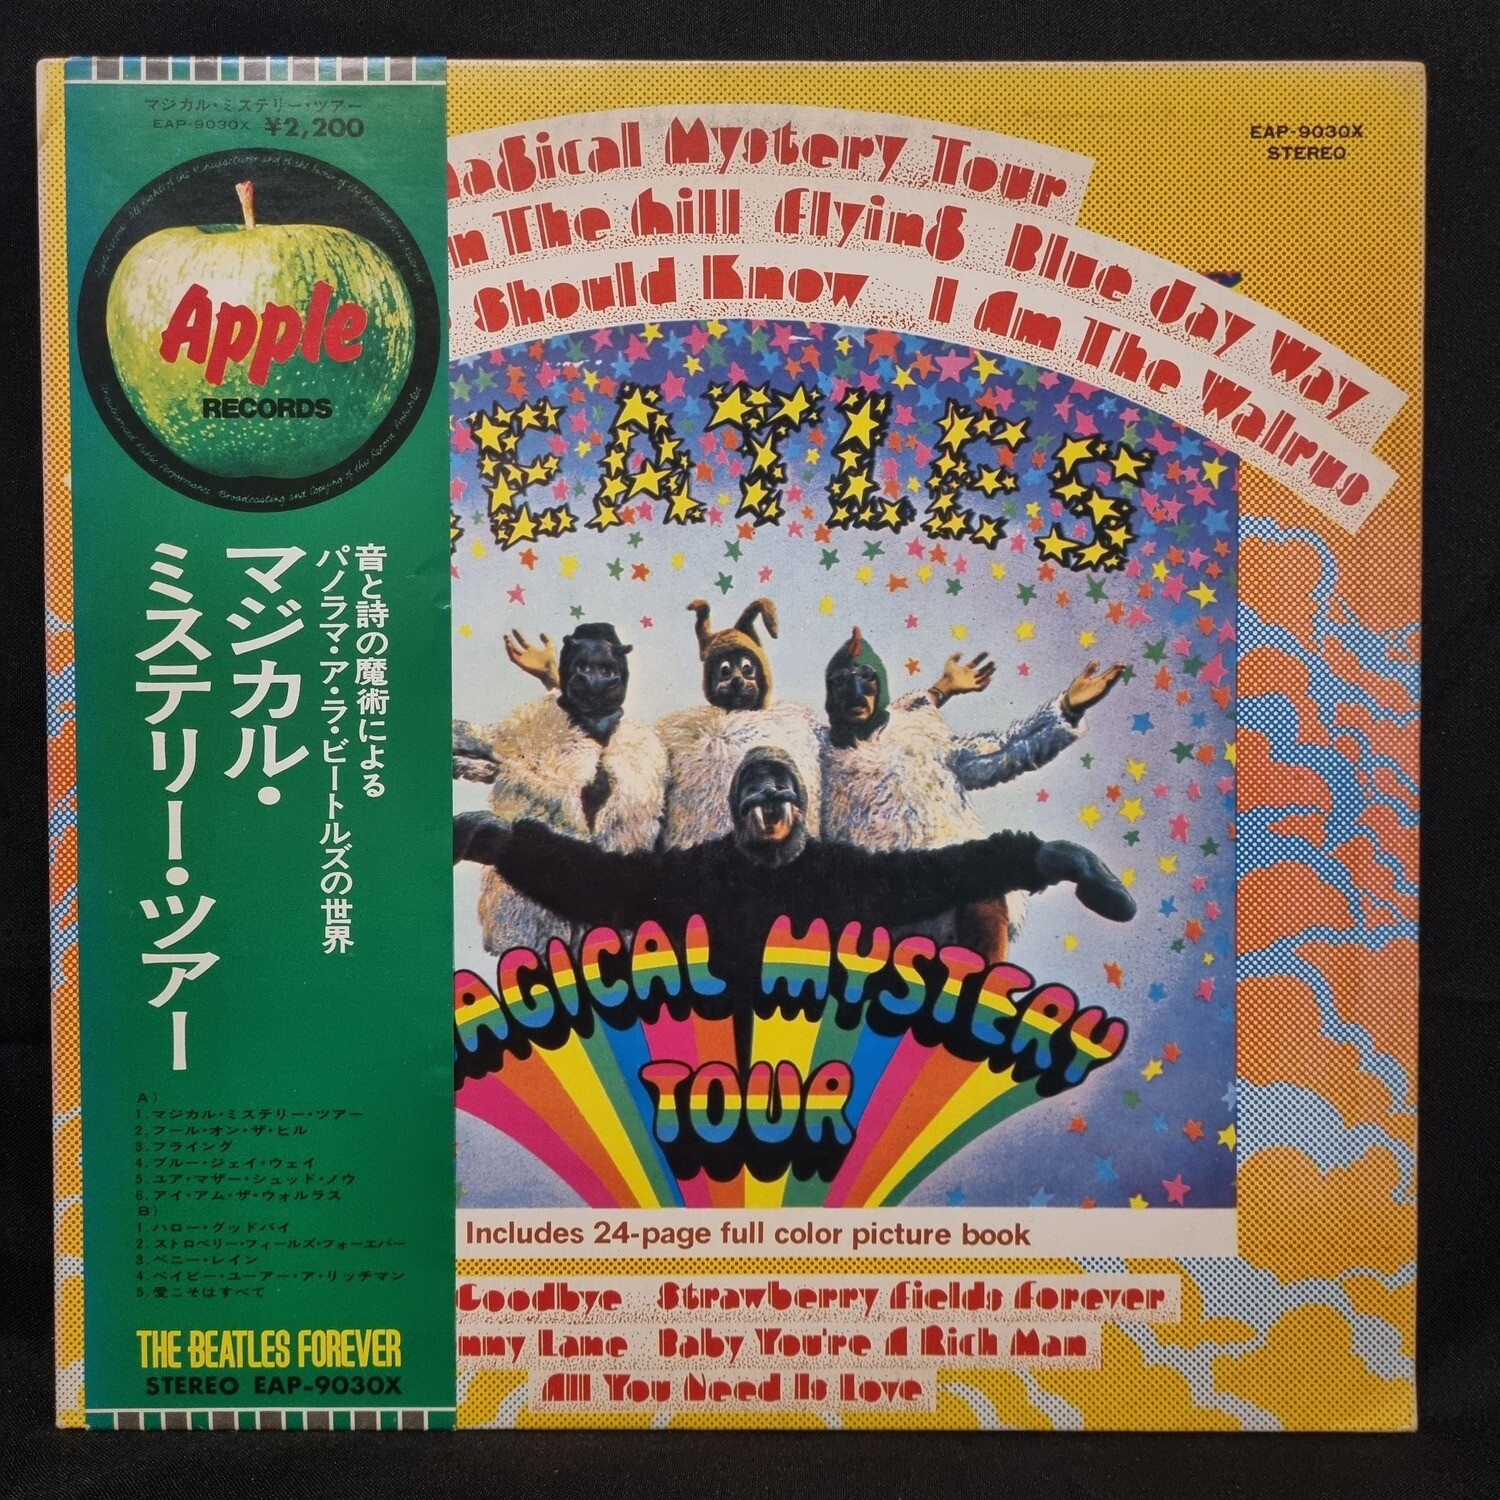 マジカル・ミステリー・ツアー
EAP-9030X ¥2,200
Apple
RECORDS
音と詩の魔術による
パノラマ・ア・ラ・ビートルズの世界
マジカル・
ミステリー・ツアー
A)
1.マジカル・ミステリー・ツアー
2.フール・オン・ザ・ヒル
3.フライング
4.ブルー・ジェイ・ウェイ
5.ユア・マザー・シュッド・ノウ
6.アイ・アム・ザ・ウォルラス
B)
1.ハロー・グッドバイ
2.ストロベリー・フィールズ・フォーエバー
3.ペニー・レイン
4.ベイビー・ユーアー・ア・リッチマン
5.愛こそはすべて
THE BEATLES FOREVER
STEREO EAP-9030X
EAP-9030X
STEREO
agical Mystery Tour
n The Hill Flying Blue Jay Way
Should Know I Am The Walrus
EATLES
AGICAL MYSTERY
TOUR
Includes 24-page full color picture book
Goodbye Strawberry Fields Forever
nny Lane Baby You're A Rich Man
All You Need Is Love